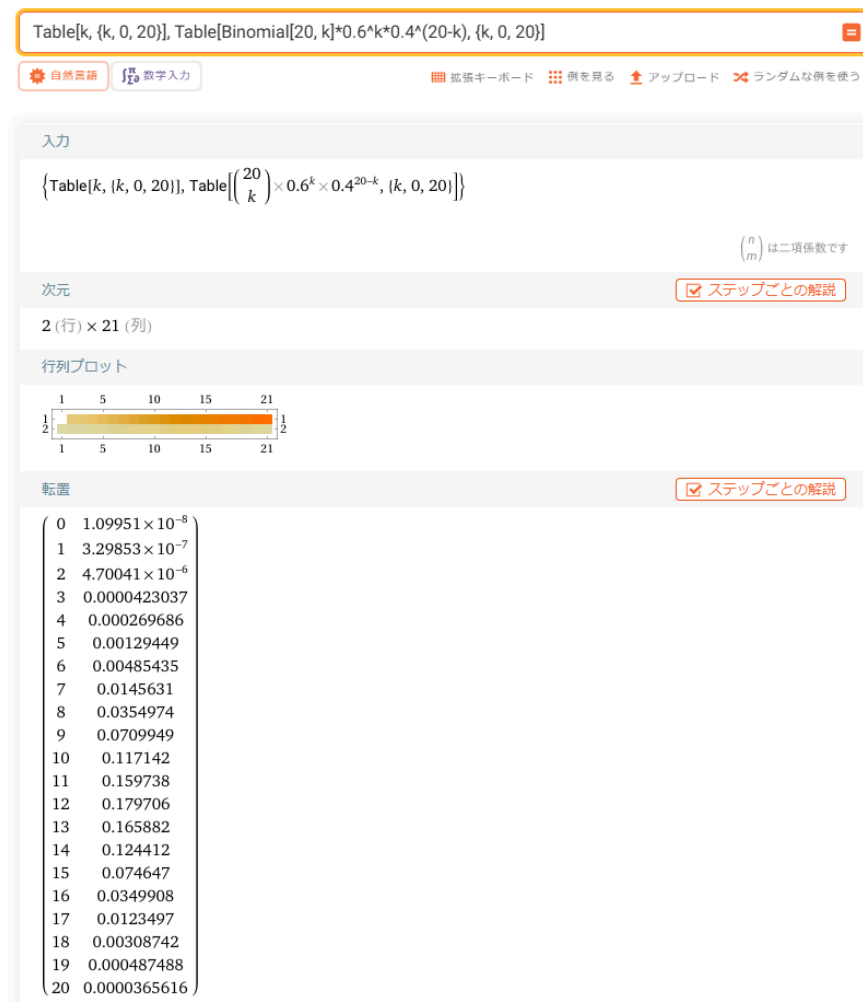 Table[k, {k, 0, 20}], Table[Binomial[20, k]*0.6^k*0.4^(20-k), {k, 0, 20}]
自然言語 ∫Σ∂π 数学入力 拡張キーボード 例を見る アップロード ランダムな例を使う
入力
{Table[k, {k, 0, 20}], Table[(20 k)×0.6^k×0.4^(20−k), {k, 0, 20}]}
(n m) は二項係数です
次元 ステップごとの解説
2 (行) × 21 (列)
行列プロット
1 5 10 15 21
1 1
2 2
1 5 10 15 21
転置 ステップごとの解説
0 1.09951×10⁻⁸
1 3.29853×10⁻⁷
2 4.70041×10⁻⁶
3 0.0000423037
4 0.000269686
5 0.00129449
6 0.00485435
7 0.0145631
8 0.0354974
9 0.0709949
10 0.117142
11 0.159738
12 0.179706
13 0.165882
14 0.124412
15 0.074647
16 0.0349908
17 0.0123497
18 0.00308742
19 0.000487488
20 0.0000365616